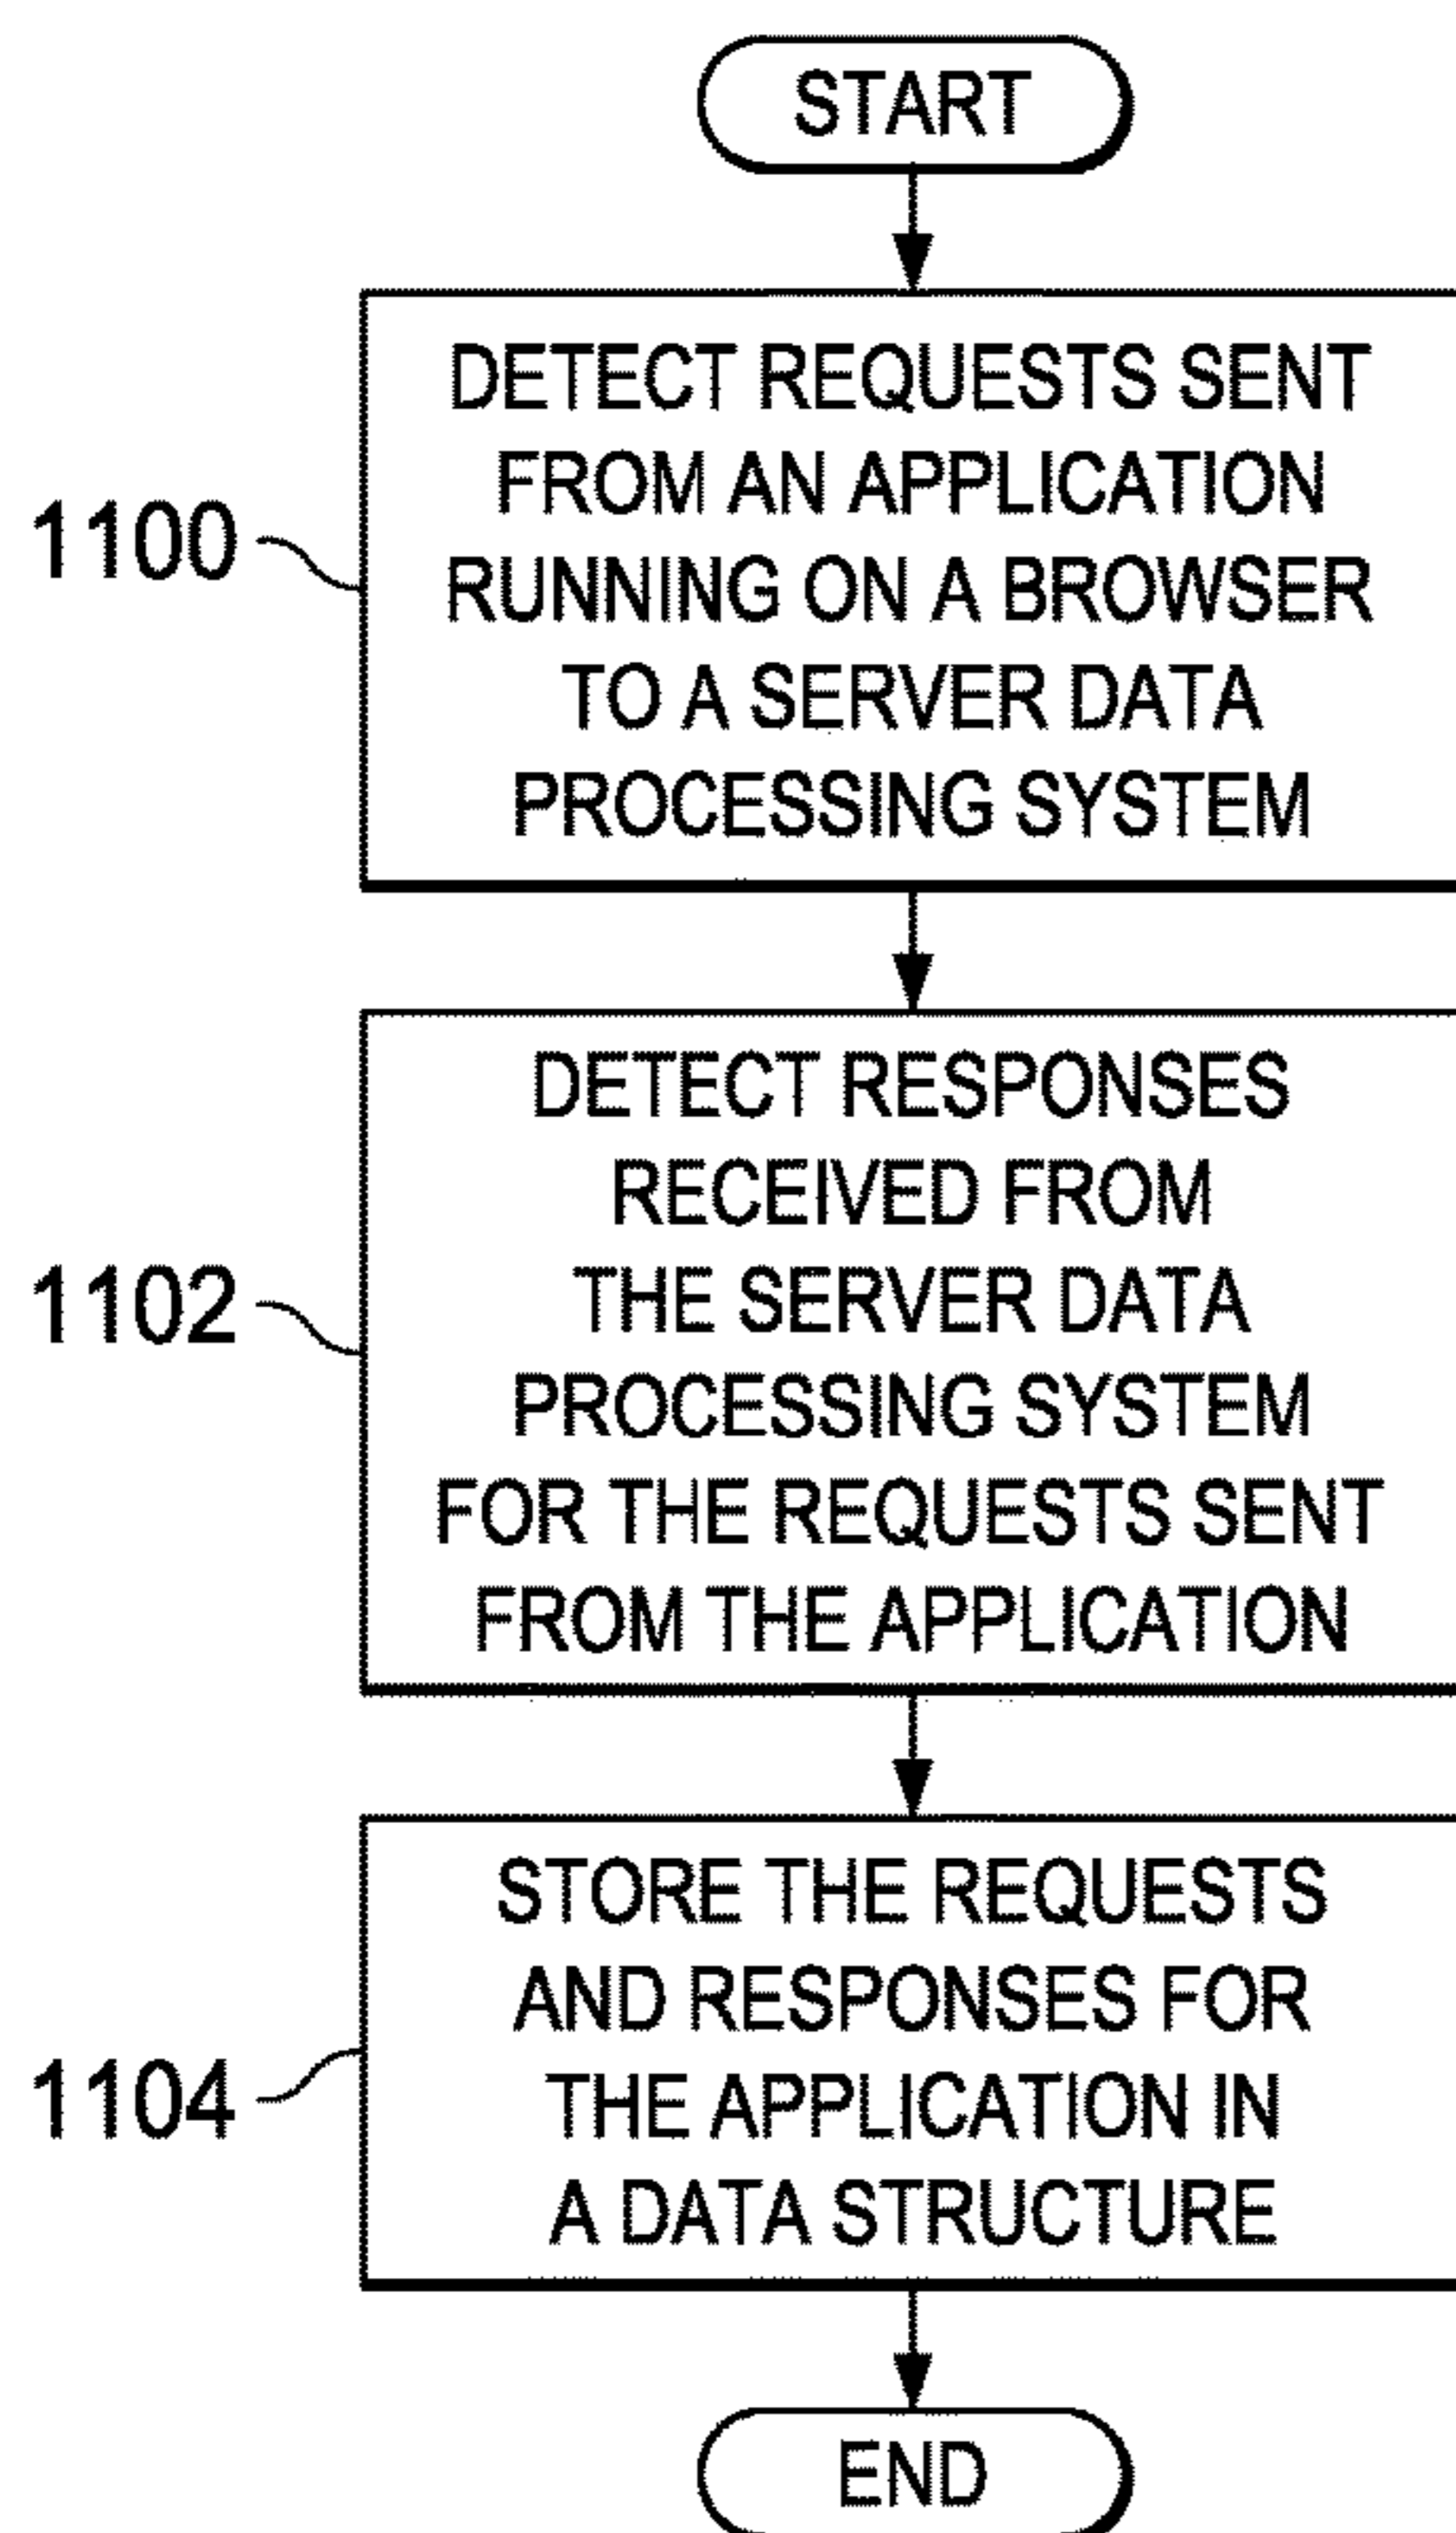 START
1100
DETECT REQUESTS SENT
FROM AN APPLICATION
RUNNING ON A BROWSER
TO A SERVER DATA
PROCESSING SYSTEM
1102
DETECT RESPONSES
RECEIVED FROM
THE SERVER DATA
PROCESSING SYSTEM
FOR THE REQUESTS SENT
FROM THE APPLICATION
1104
STORE THE REQUESTS
AND RESPONSES FOR
THE APPLICATION IN
A DATA STRUCTURE
END